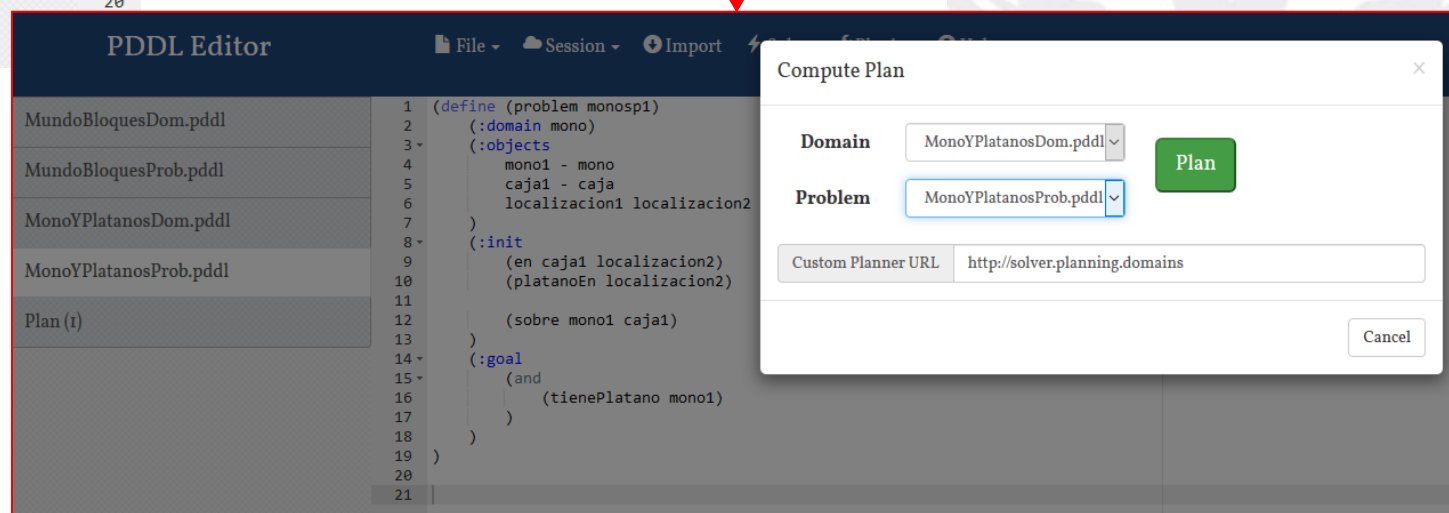 20
PDDL Editor
File Session Import
Compute Plan ×
MundoBloquesDom.pddl
MundoBloquesProb.pddl
MonoYPlatanosDom.pddl
MonoYPlatanosProb.pddl
Plan (1)
1 (define (problem monosp1)
2 (:domain mono)
3 (:objects
4 mono1 - mono
5 caja1 - caja
6 localizacion1 localizacion2
7 )
8 (:init
9 (en caja1 localizacion2)
10 (platanoEn localizacion2)
11
12 (sobre mono1 caja1)
13 )
14 (:goal
15 (and
16 (tienePlatano mono1)
17 )
18 )
19 )
20
21
Domain MonoYPlatanosDom.pddl
Plan
Problem MonoYPlatanosProb.pddl
Custom Planner URL http://solver.planning.domains
Cancel